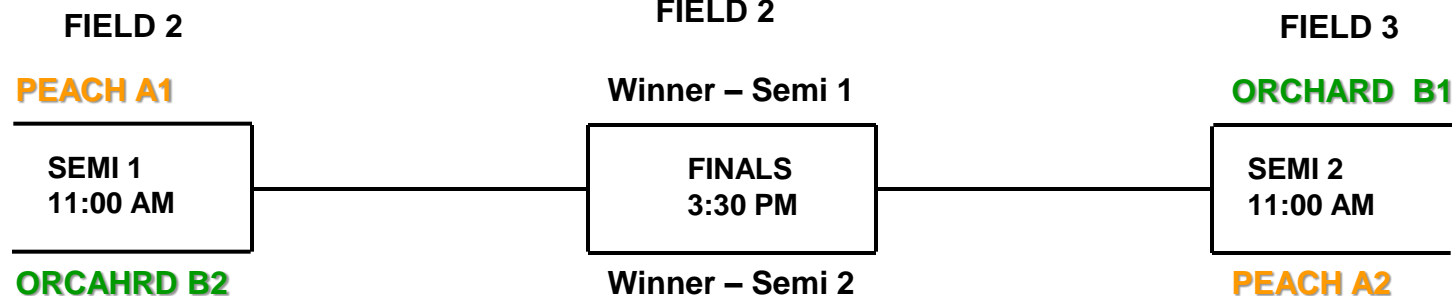 FIELD 2
PEACH A1
SEMI 1
11:00 AM
ORCAHRD B2
FIELD 2
Winner – Semi 1
FINALS
3:30 PM
Winner – Semi 2
FIELD 3
ORCHARD B1
SEMI 2
11:00 AM
PEACH A2